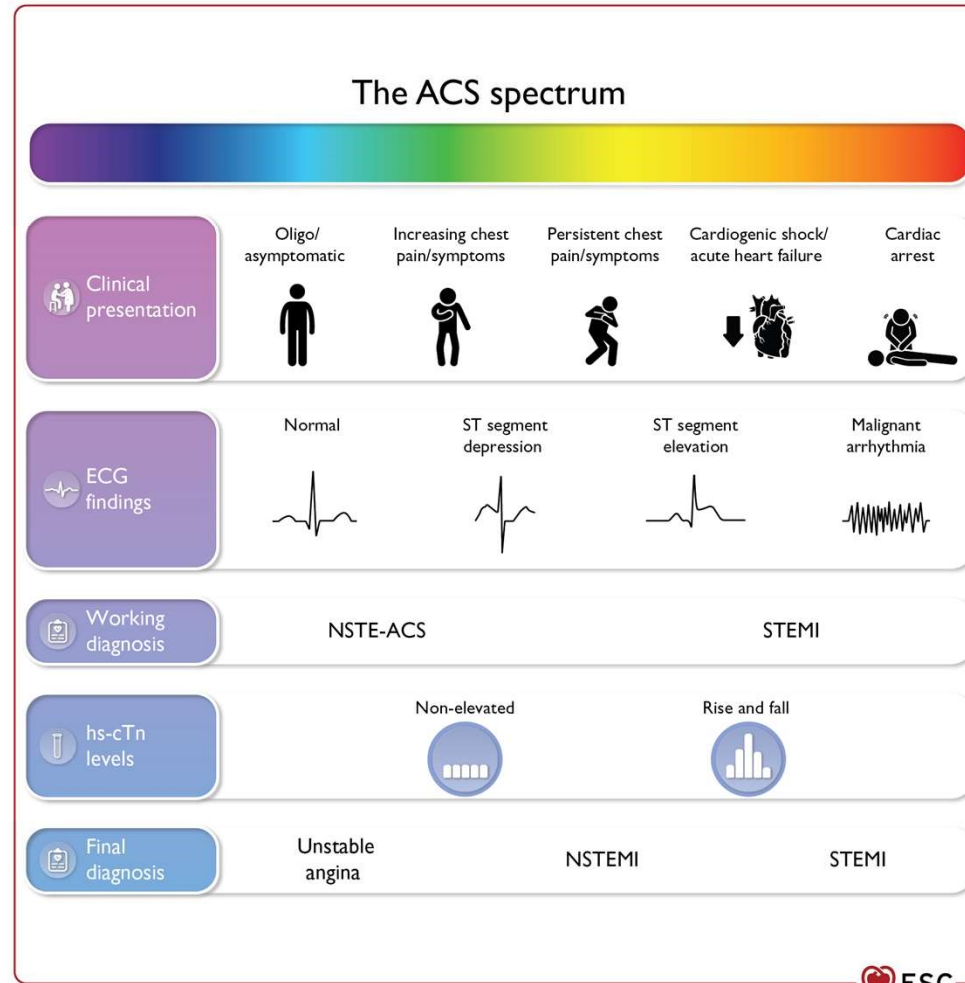 The ACS spectrum
Clinical
presentation
Oligo/
asymptomatic
Increasing chest
pain/symptoms
Persistent chest
pain/symptoms
Cardiogenic shock/
acute heart failure
Cardiac
arrest
ECG
findings
Normal
ST segment
depression
ST segment
elevation
Malignant
arrhythmia
Working
diagnosis
NSTE-ACS
STEMI
hs-cTn
levels
Non-elevated
Rise and fall
Final
diagnosis
Unstable
angina
NSTEMI
STEMI
ESC